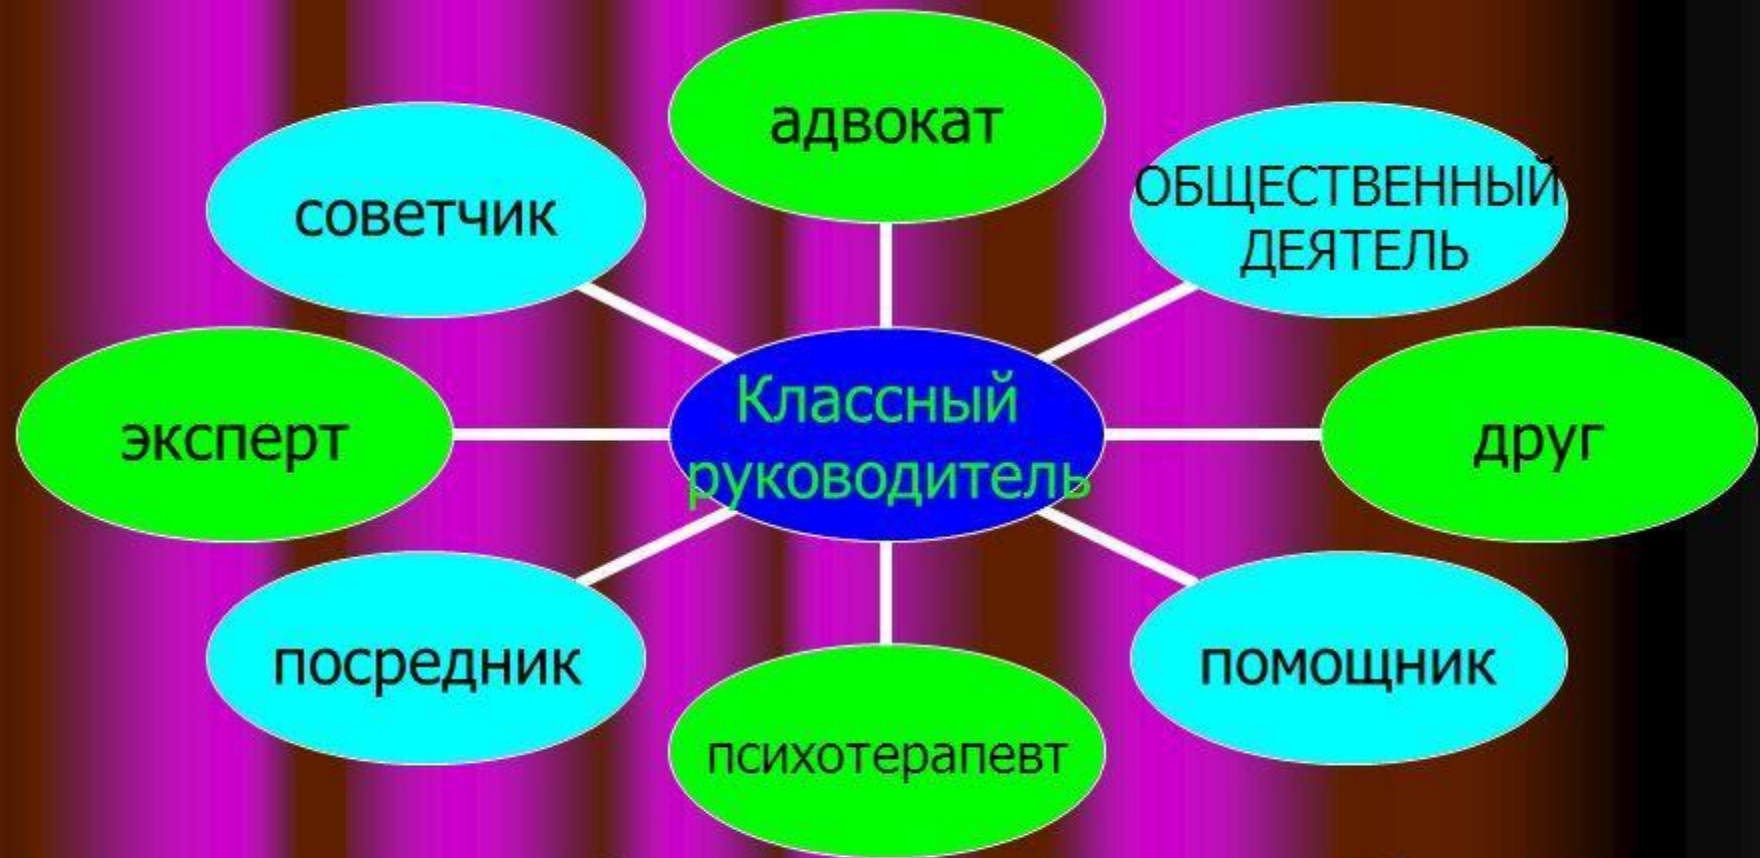 адвокат
советчик
ОБЩЕСТВЕННЫЙ
ДЕЯТЕЛЬ
эксперт
Классный
руководитель
друг
посредник
помощник
психотерапевт